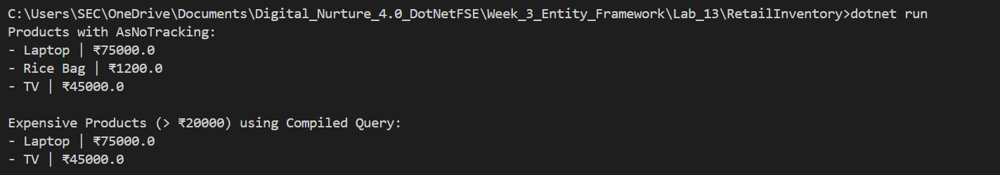 C:\Users\SEC\OneDrive\Documents\Digital_Nurture_4.0_DotNetFSE\Week_3_Entity_Framework\Lab_13\RetailInventory>dotnet run
Products with AsNoTracking:
- Laptop | ₹75000.0
- Rice Bag | ₹1200.0
- TV | ₹45000.0

Expensive Products (> ₹20000) using Compiled Query:
- Laptop | ₹75000.0
- TV | ₹45000.0